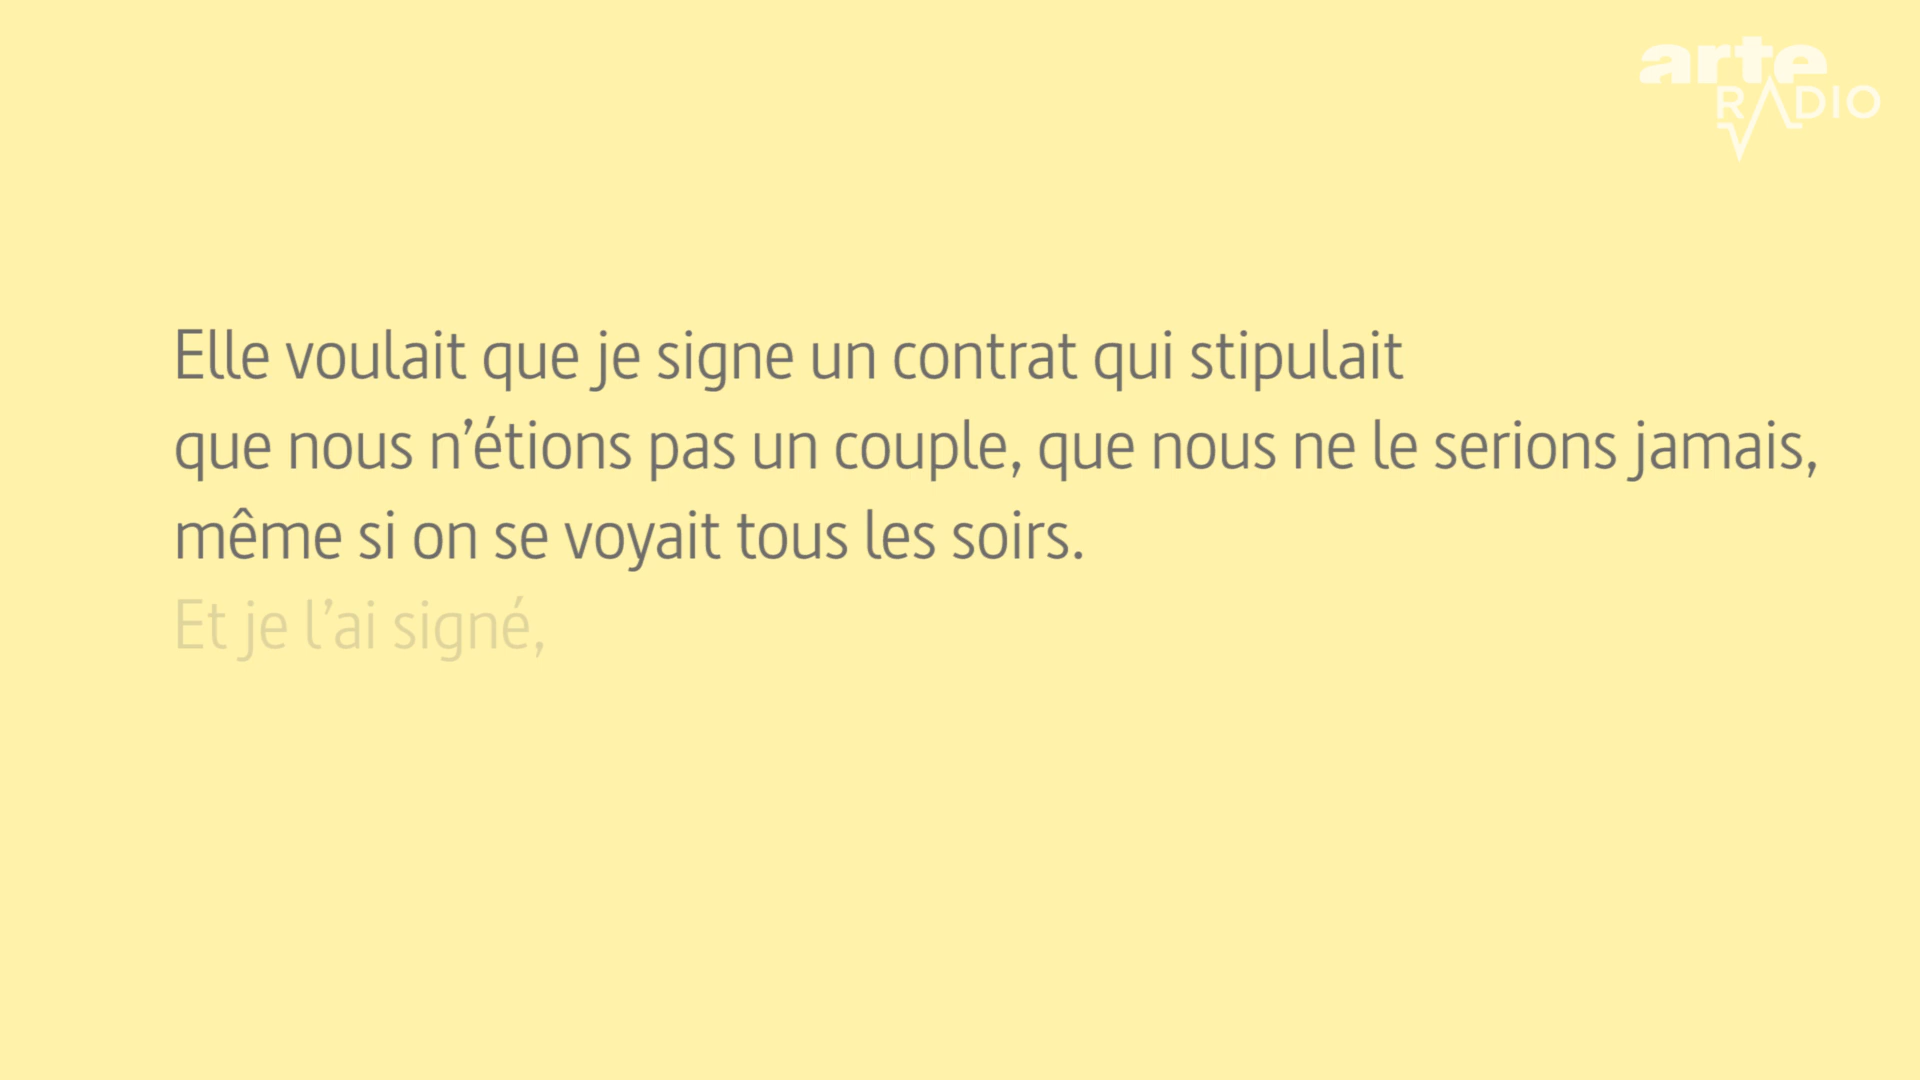 arte
RADIO
Elle voulait que je signe un contrat qui stipulait
que nous n’étions pas un couple, que nous ne le serions jamais,
même si on se voyait tous les soirs.
Et je l’ai signé,